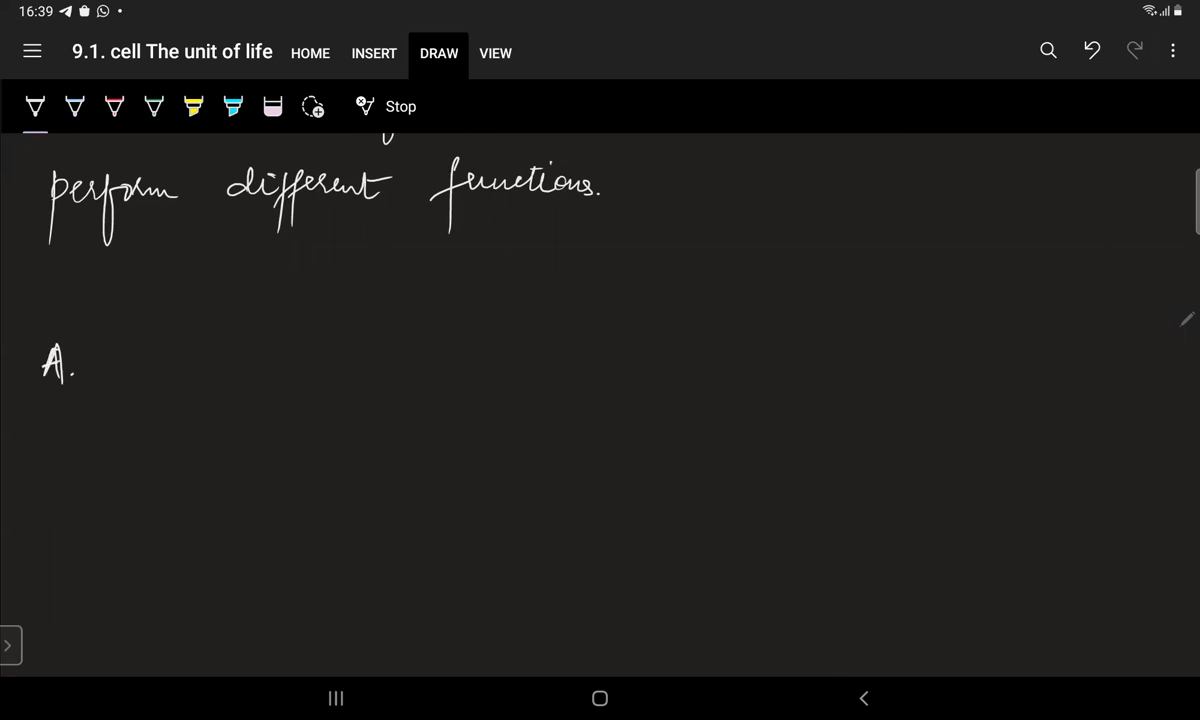 16:39
9.1. cell The unit of life HOME INSERT DRAW VIEW
Stop
perform different functions.
A.